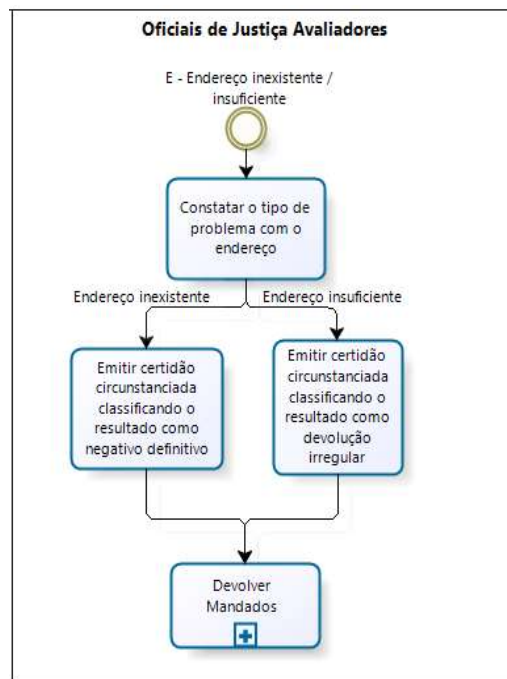 Oficiais de Justiça Avaliadores
E - Endereço inexistente /
insuficiente
Constatar o tipo de
problema com o
endereço
Endereço inexistente
Endereço insuficiente
Emitir certidão
circunstanciada
classificando o
resultado como
negativo definitivo
Emitir certidão
circunstanciada
classificando o
resultado como
devolução
irregular
Devolver
Mandados